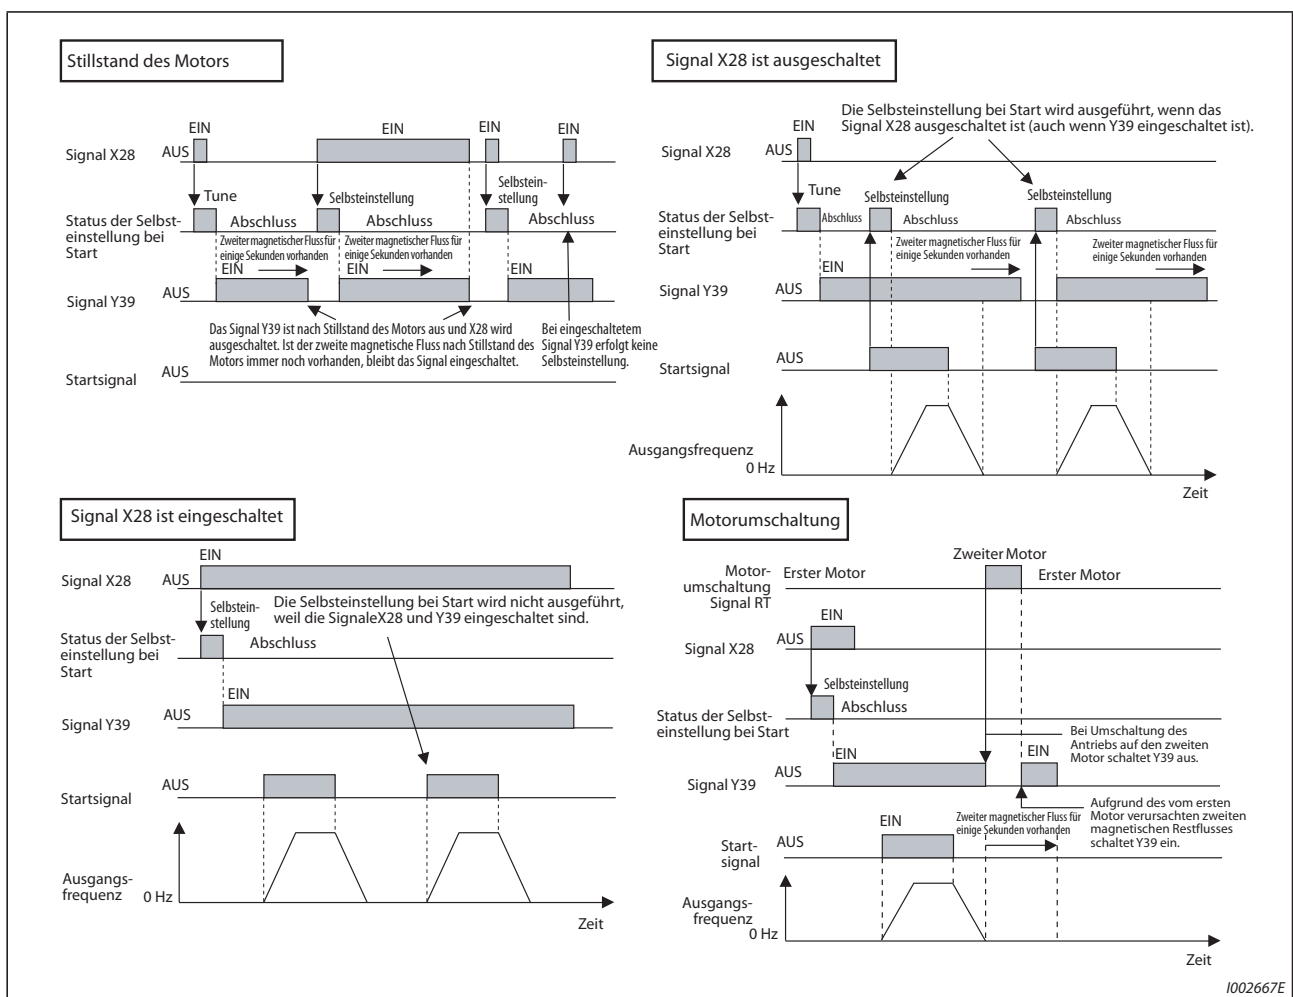 Stillstand des Motors
EIN
EIN
EIN
EIN
Signal X28
AUS
Tune
Selbsteinstellung
Selbstein-
stellung
Status der Selbst-
einstellung bei
Start
Abschluss
Abschluss
Abschluss
Zweiter magnetischer Fluss für
einige Sekunden vorhanden
Zweiter magnetischer Fluss für
einige Sekunden vorhanden
EIN
EIN
EIN
Signal Y39
AUS
Das Signal Y39 ist nach Stillstand des Motors aus und X28 wird
ausgeschaltet. Ist der zweite magnetische Fluss nach Stillstand des
Motors immer noch vorhanden, bleibt das Signal eingeschaltet.
Bei eingeschaltetem
Signal Y39 erfolgt keine
Selbsteinstellung.
Startsignal
AUS
Signal X28 ist ausgeschaltet
Die Selbsteinstellung bei Start wird ausgeführt, wenn das
Signal X28 ausgeschaltet ist (auch wenn Y39 eingeschaltet ist).
EIN
Signal X28
AUS
Tune
Selbsteinstellung
Selbsteinstellung
Status der Selbst-
einstellung bei
Start
Abschluss
Abschluss
Abschluss
Zweiter magnetischer Fluss für
einige Sekunden vorhanden
Zweiter magnetischer Fluss für
einige Sekunden vorhanden
EIN
Signal Y39
AUS
Startsignal
AUS
Ausgangsfrequenz
0 Hz
Zeit
Signal X28 ist eingeschaltet
EIN
Signal X28
AUS
Selbstein-
stellung
Die Selbsteinstellung bei Start wird nicht ausgeführt,
weil die SignaleX28 und Y39 eingeschaltet sind.
Status der Selbst-
einstellung bei
Start
Abschluss
EIN
Signal Y39
AUS
Startsignal
AUS
Ausgangs-
frequenz
0 Hz
Zeit
Motorumschaltung
Zweiter Motor
Motor-
umschaltung
Signal RT
Erster Motor
Erster Motor
EIN
Signal X28
AUS
Selbsteinstellung
Status der Selbst-
einstellung bei Start
Abschluss
Bei Umschaltung des
Antriebs auf den zweiten
Motor schaltet Y39 aus.
EIN
EIN
Signal Y39
AUS
Aufgrund des vom ersten
Motor verursachten zweiten
magnetischen Restflusses
schaltet Y39 ein.
Zweiter magnetischer Fluss für
einige Sekunden vorhanden
EIN
Start-
signal
AUS
Ausgangs-
frequenz
0 Hz
Zeit
I002667E